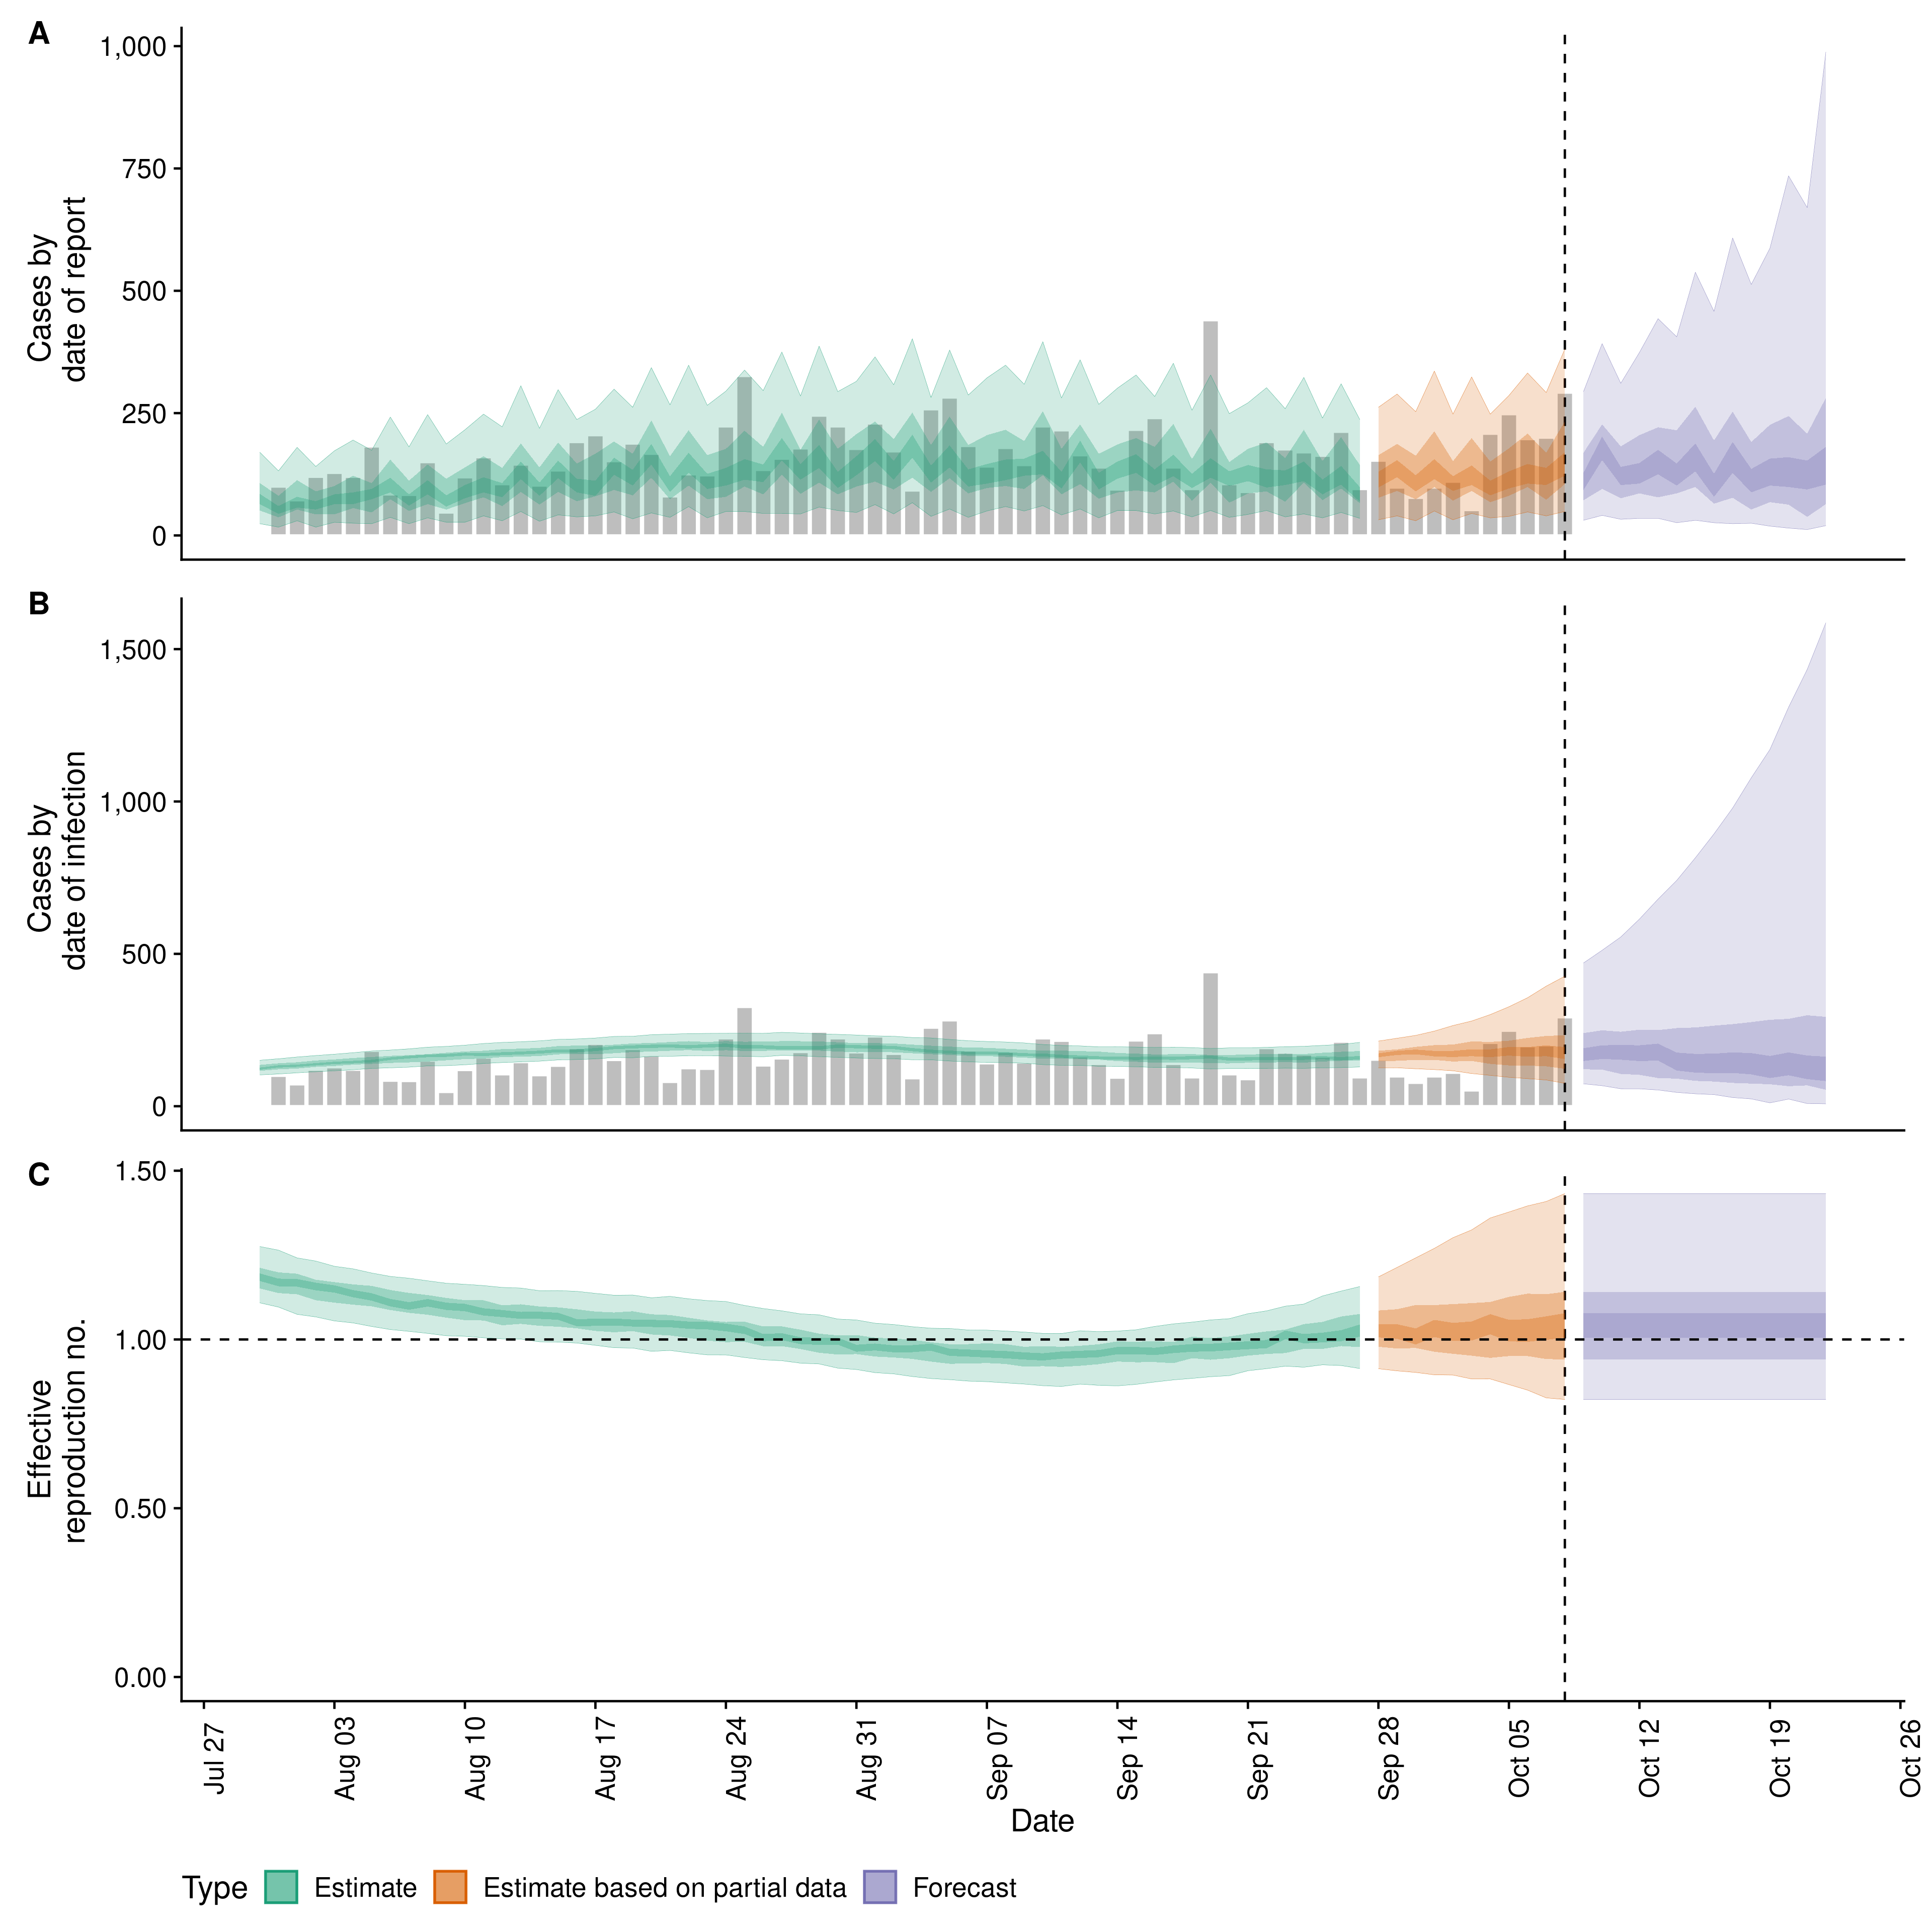 A
Cases by
date of report
1,000
750
500
250
0
B
Cases by
date of infection
1,500
1,000
500
0
C
Effective
reproduction no.
1.50
1.00
0.50
0.00
Jul 27
Aug 03
Aug 10
Aug 17
Aug 24
Aug 31
Sep 07
Sep 14
Sep 21
Sep 28
Oct 05
Oct 12
Oct 19
Oct 26
Date
Type Estimate Estimate based on partial data Forecast